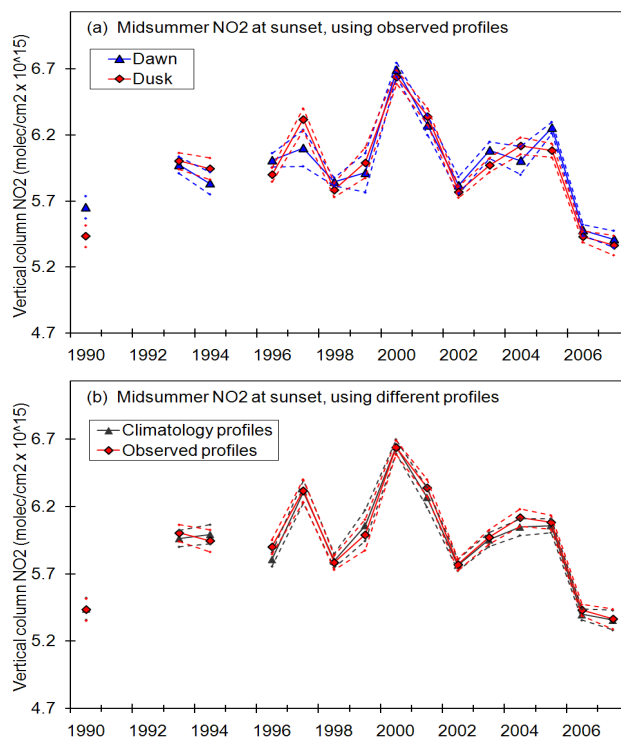 (a) Midsummer NO2 at sunset, using observed profiles
Dawn
Dusk
Vertical column NO2 (molec/cm2 x 10^15)
6.7
6.2
5.7
5.2
4.7
1990 1992 1994 1996 1998 2000 2002 2004 2006
(b) Midsummer NO2 at sunset, using different profiles
Climatology profiles
Observed profiles
Vertical column NO2 (molec/cm2 x 10^15)
6.7
6.2
5.7
5.2
4.7
1990 1992 1994 1996 1998 2000 2002 2004 2006